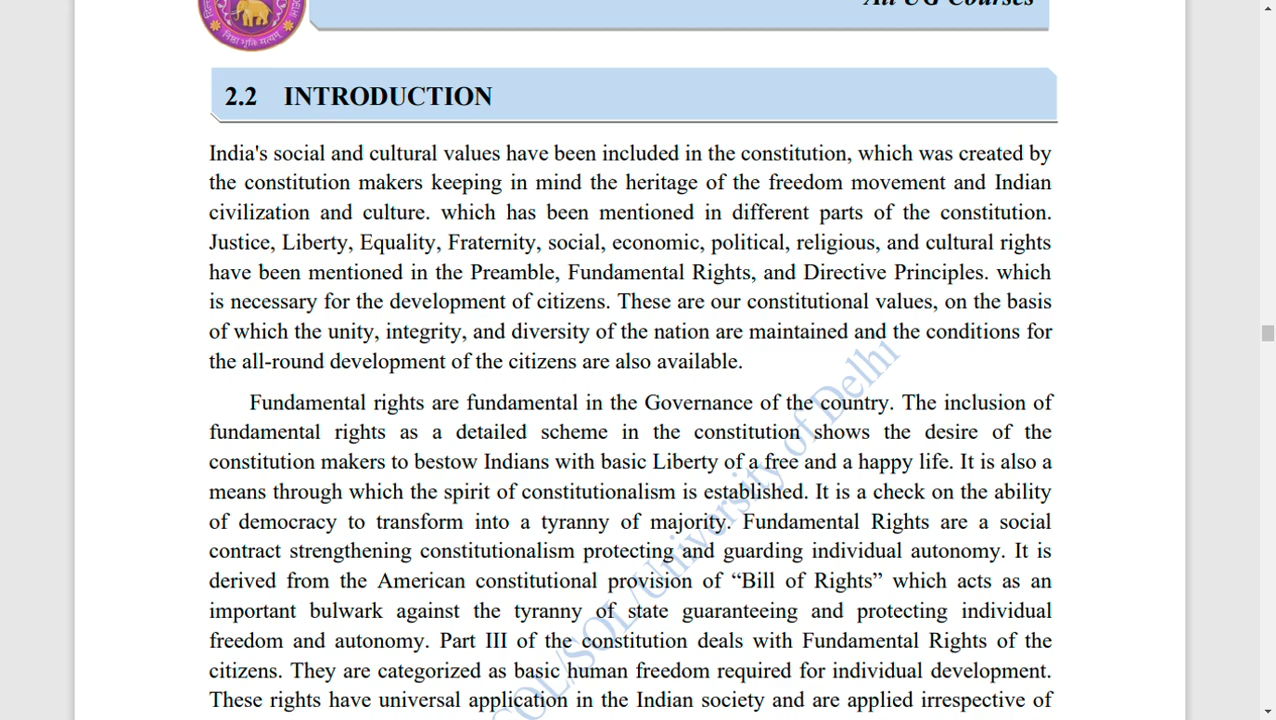 All UG Courses
2.2 INTRODUCTION
India's social and cultural values have been included in the constitution, which was created by
the constitution makers keeping in mind the heritage of the freedom movement and Indian
civilization and culture. which has been mentioned in different parts of the constitution.
Justice, Liberty, Equality, Fraternity, social, economic, political, religious, and cultural rights
have been mentioned in the Preamble, Fundamental Rights, and Directive Principles. which
is necessary for the development of citizens. These are our constitutional values, on the basis
of which the unity, integrity, and diversity of the nation are maintained and the conditions for
the all-round development of the citizens are also available.
Fundamental rights are fundamental in the Governance of the country. The inclusion of
fundamental rights as a detailed scheme in the constitution shows the desire of the
constitution makers to bestow Indians with basic Liberty of a free and a happy life. It is also a
means through which the spirit of constitutionalism is established. It is a check on the ability
of democracy to transform into a tyranny of majority. Fundamental Rights are a social
contract strengthening constitutionalism protecting and guarding individual autonomy. It is
derived from the American constitutional provision of “Bill of Rights” which acts as an
important bulwark against the tyranny of state guaranteeing and protecting individual
freedom and autonomy. Part III of the constitution deals with Fundamental Rights of the
citizens. They are categorized as basic human freedom required for individual development.
These rights have universal application in the Indian society and are applied irrespective of
COL/SOL/University of Delhi